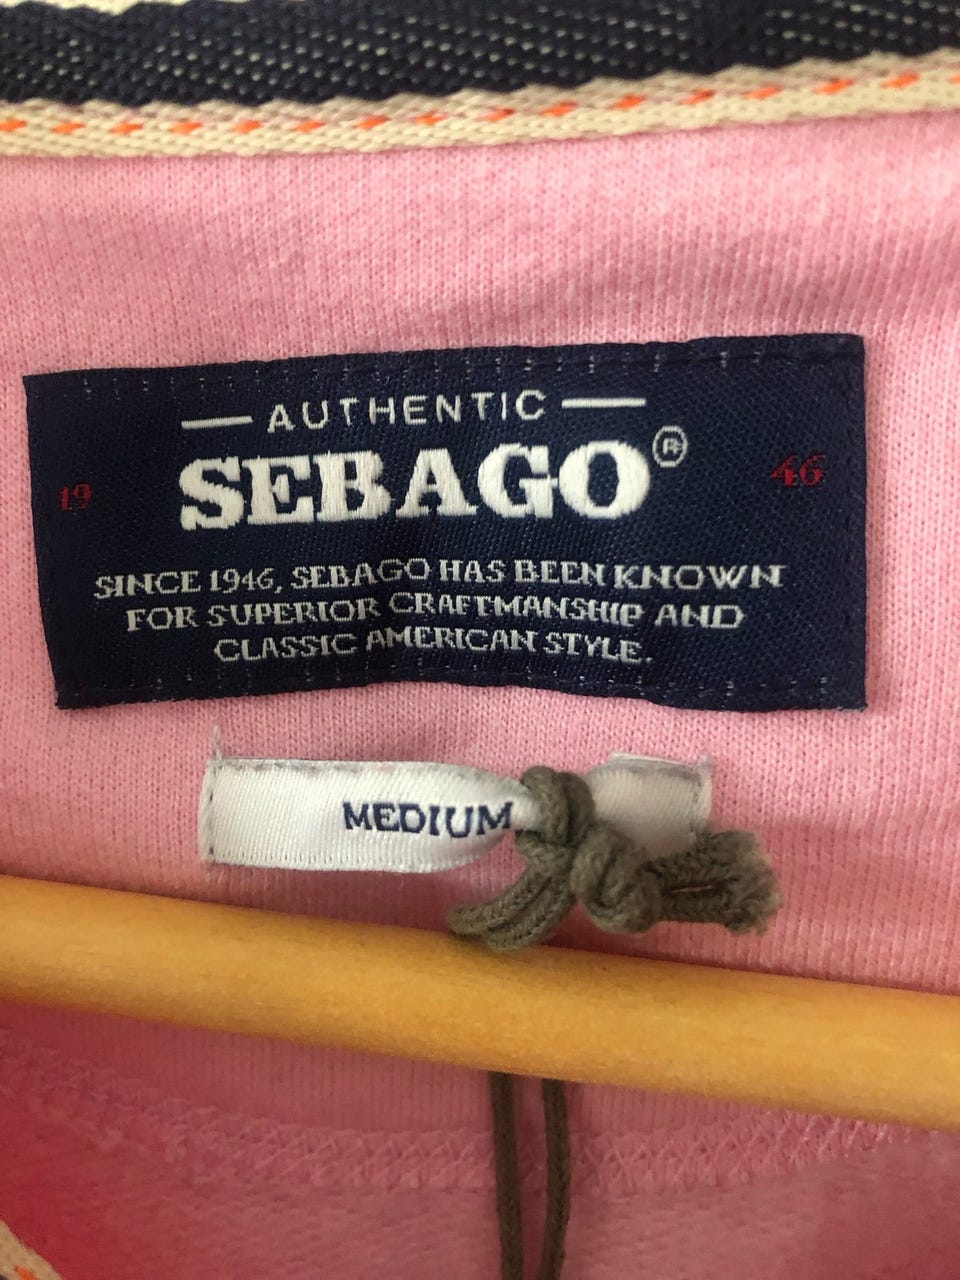 — AUTHENTIC —
19 SEBAGO® 46
SINCE 1946, SEBAGO HAS BEEN KNOWN
FOR SUPERIOR CRAFTMANSHIP AND
CLASSIC AMERICAN STYLE.
MEDIUM